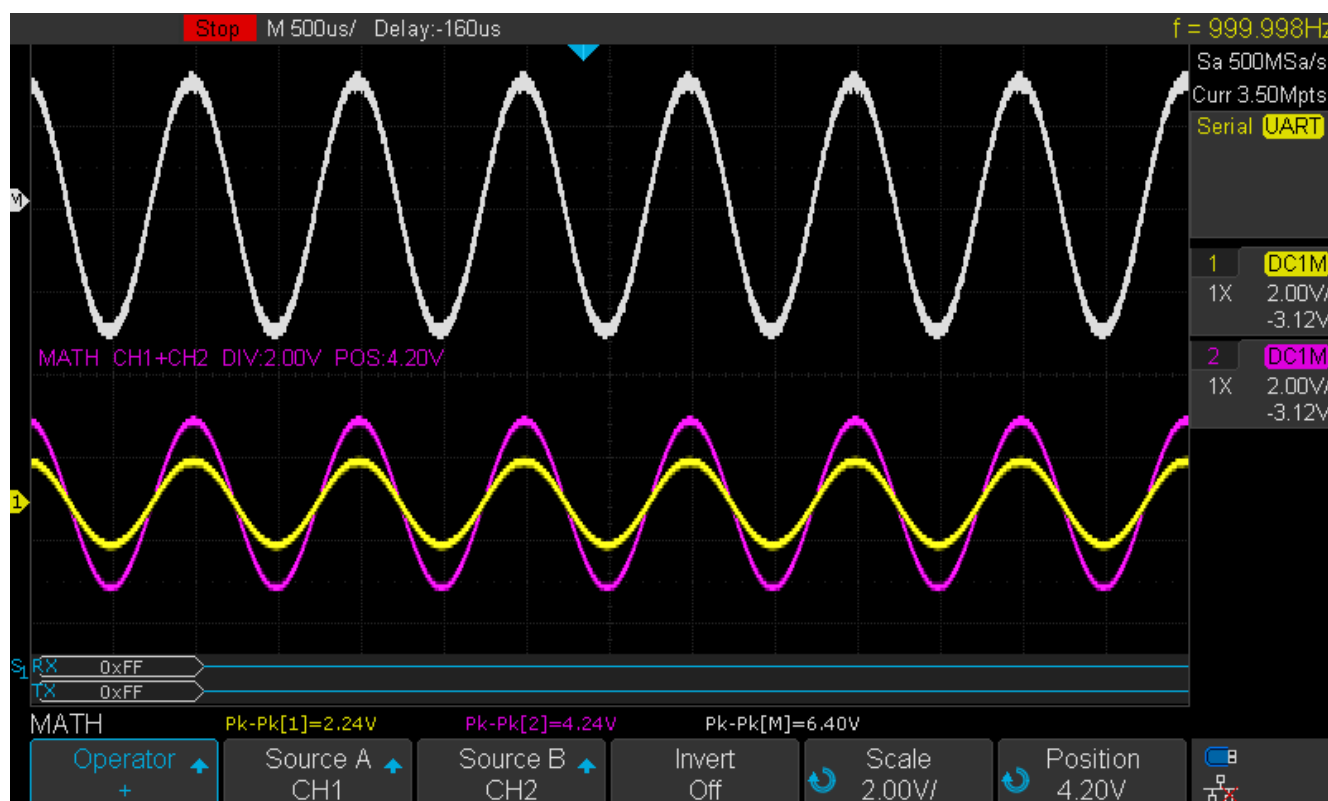 Stop M 500us/ Delay:-160us f = 999.998Hz
Sa 500MSa/s
Curr 3.50Mpts
Serial UART
M
1 DC1M
1X 2.00V/
-3.12V
MATH CH1+CH2 DIV:2.00V POS:4.20V
2 DC1M
1X 2.00V/
-3.12V
1
S1 RX 0xFF
TX 0xFF
MATH Pk-Pk[1]=2.24V Pk-Pk[2]=4.24V Pk-Pk[M]=6.40V
Operator Source A Source B Invert Scale Position
+ CH1 CH2 Off 2.00V/ 4.20V